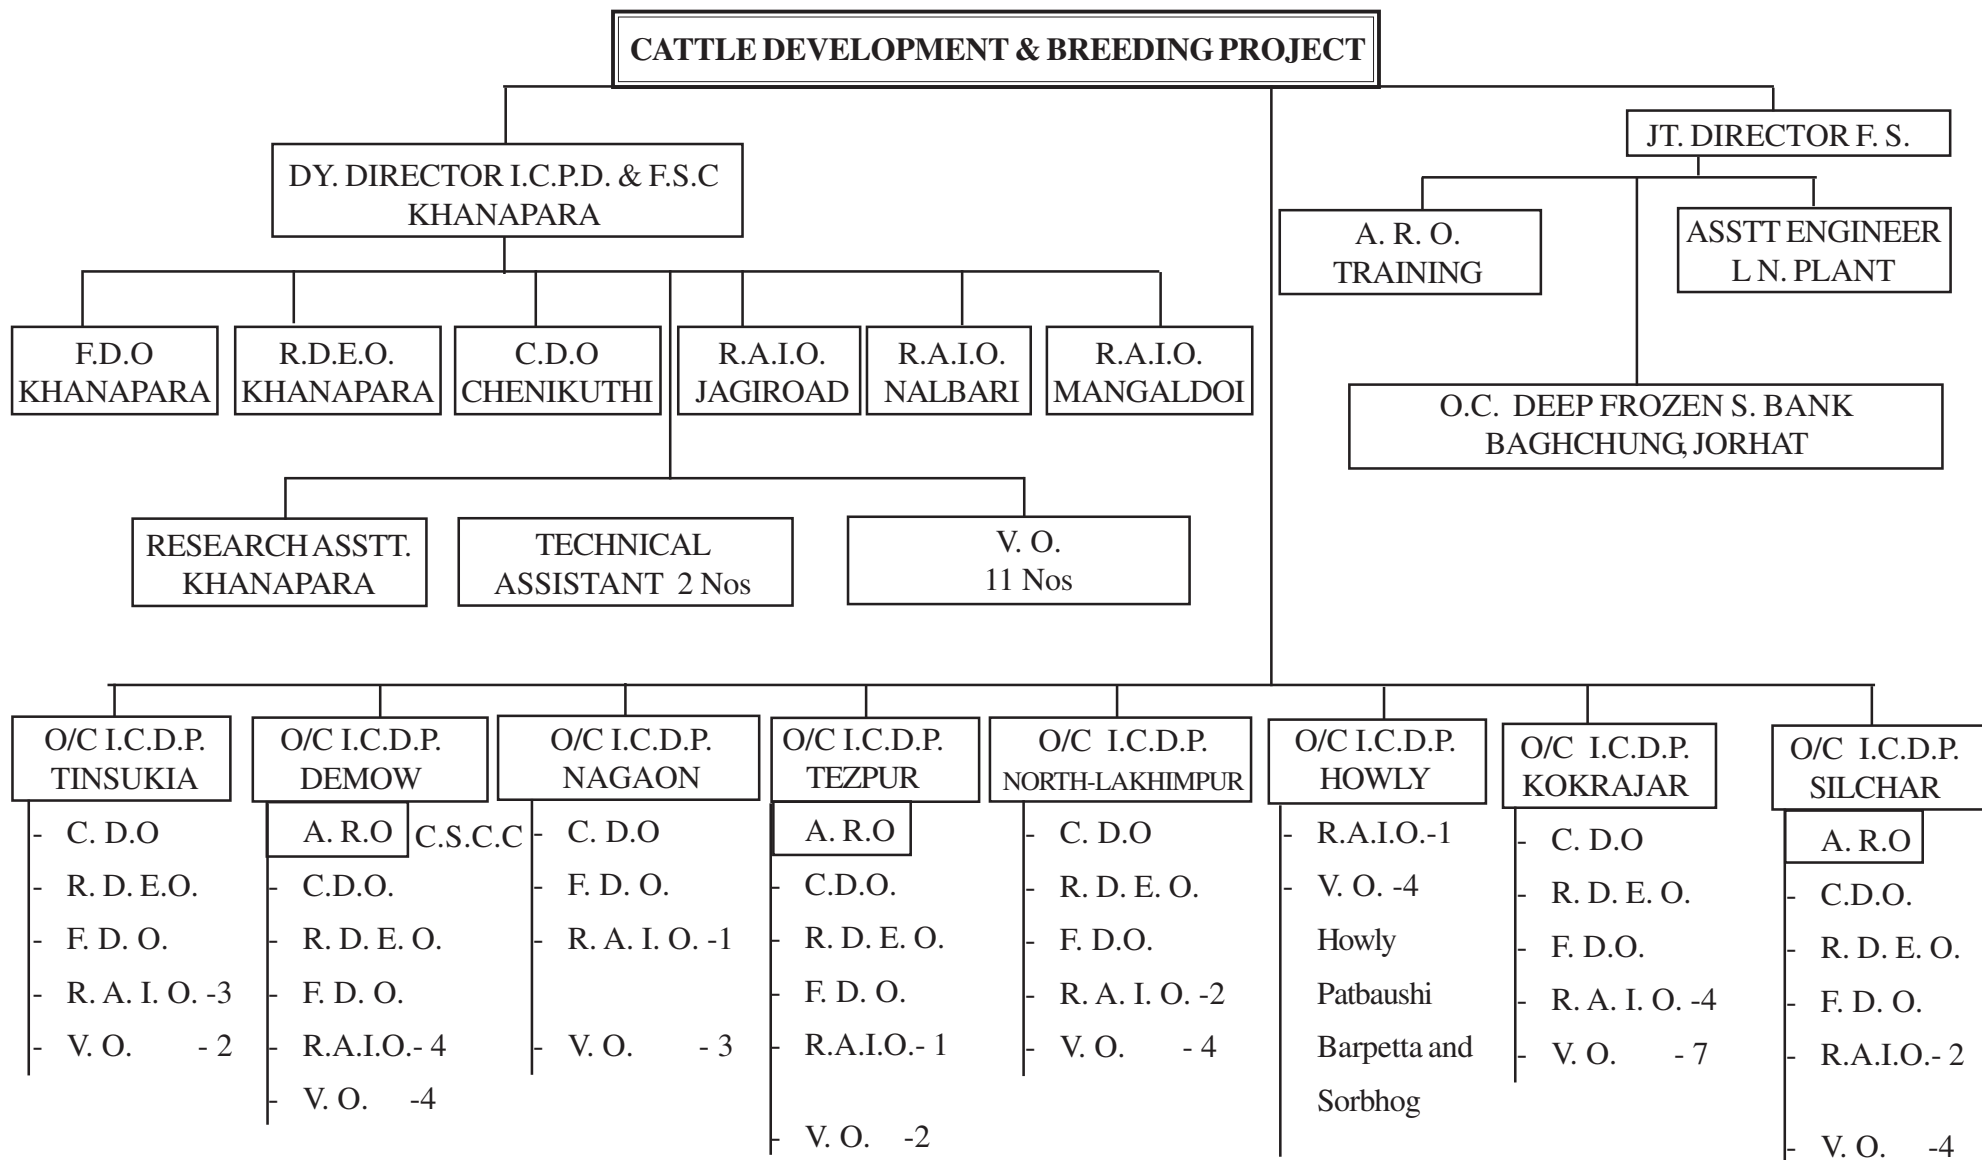 CATTLE DEVELOPMENT & BREEDING PROJECT
JT. DIRECTOR F. S.
DY. DIRECTOR I.C.P.D. & F.S.C
KHANAPARA
A. R. O.
TRAINING
ASSTT ENGINEER
L N. PLANT
F.D.O
KHANAPARA
R.D.E.O.
KHANAPARA
C.D.O
CHENIKUTHI
R.A.I.O.
JAGIROAD
R.A.I.O.
NALBARI
R.A.I.O.
MANGALDOI
O.C. DEEP FROZEN S. BANK
BAGHCHUNG, JORHAT
RESEARCH ASSTT.
KHANAPARA
TECHNICAL
ASSISTANT 2 Nos
V. O.
11 Nos
O/C I.C.D.P.
TINSUKIA
- C. D.O
- R. D. E.O.
- F. D. O.
- R. A. I. O. -3
- V. O. - 2
O/C I.C.D.P.
DEMOW
A. R.O C.S.C.C
- C.D.O.
- R. D. E. O.
- F. D. O.
- R.A.I.O.- 4
- V. O. -4
O/C I.C.D.P.
NAGAON
- C. D.O
- F. D. O.
- R. A. I. O. -1
- V. O. - 3
O/C I.C.D.P.
TEZPUR
A. R.O
- C.D.O.
- R. D. E. O.
- F. D. O.
- R.A.I.O.- 1
- V. O. -2
O/C I.C.D.P.
NORTH-LAKHIMPUR
- C. D.O
- R. D. E. O.
- F. D.O.
- R. A. I. O. -2
- V. O. - 4
O/C I.C.D.P.
HOWLY
- R.A.I.O.-1
- V. O. -4
Howly
Patbaushi
Barpetta and
Sorbhog
O/C I.C.D.P.
KOKRAJAR
- C. D.O
- R. D. E. O.
- F. D.O.
- R. A. I. O. -4
- V. O. - 7
O/C I.C.D.P.
SILCHAR
A. R.O
- C.D.O.
- R. D. E.O.
- F. D. O.
- R.A.I.O.- 2
- V. O. -4